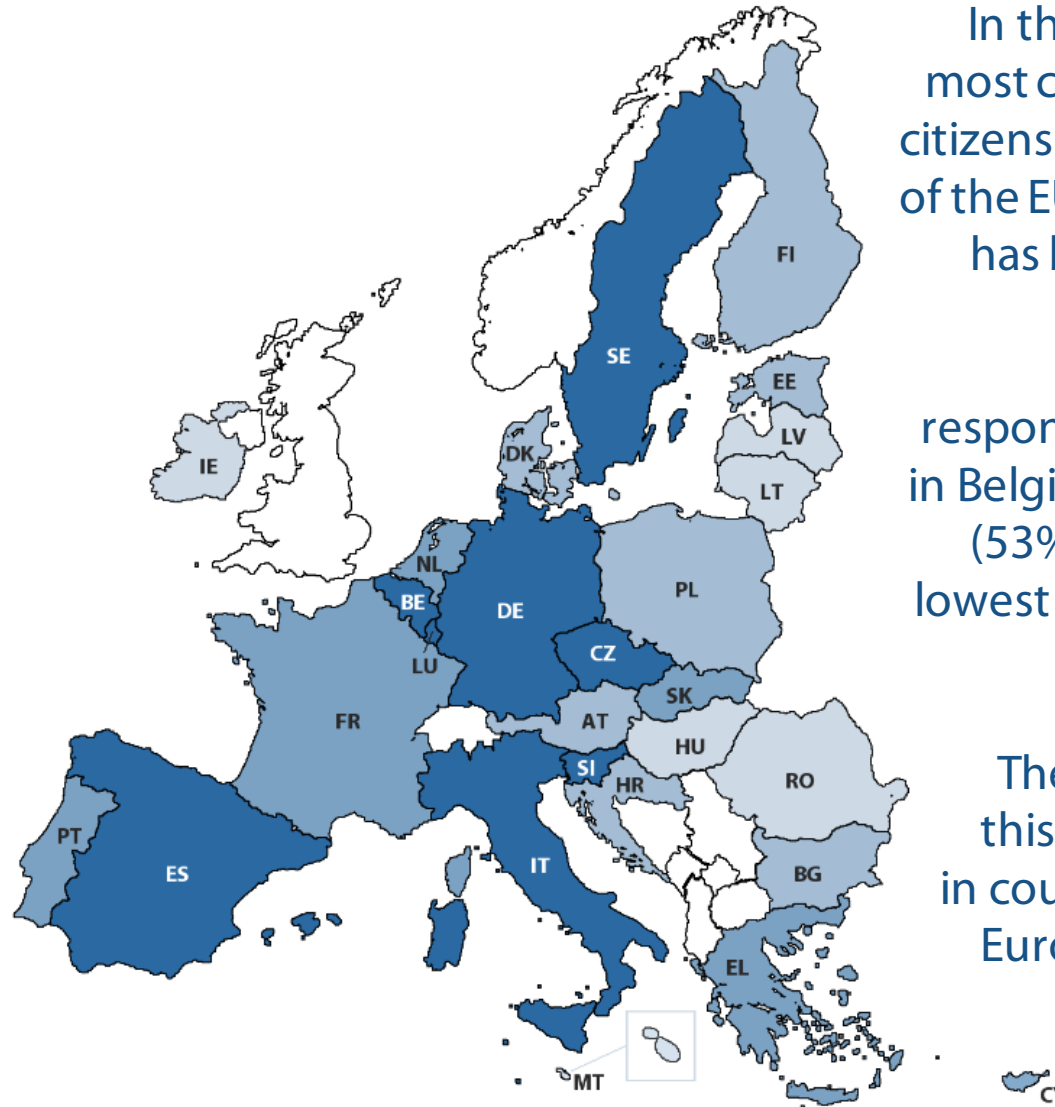 In th
most c
citizens
of the EU
has
FI
SE
EE
respon
LV
DK
in Belgi
IE
LT
(53%
NL
PL
lowest
BE
DE
CZ
LU
SK
FR
AT
HU
The
SI
RO
HR
this
PT
BG
ES
IT
in cou
Euro
EL
MT